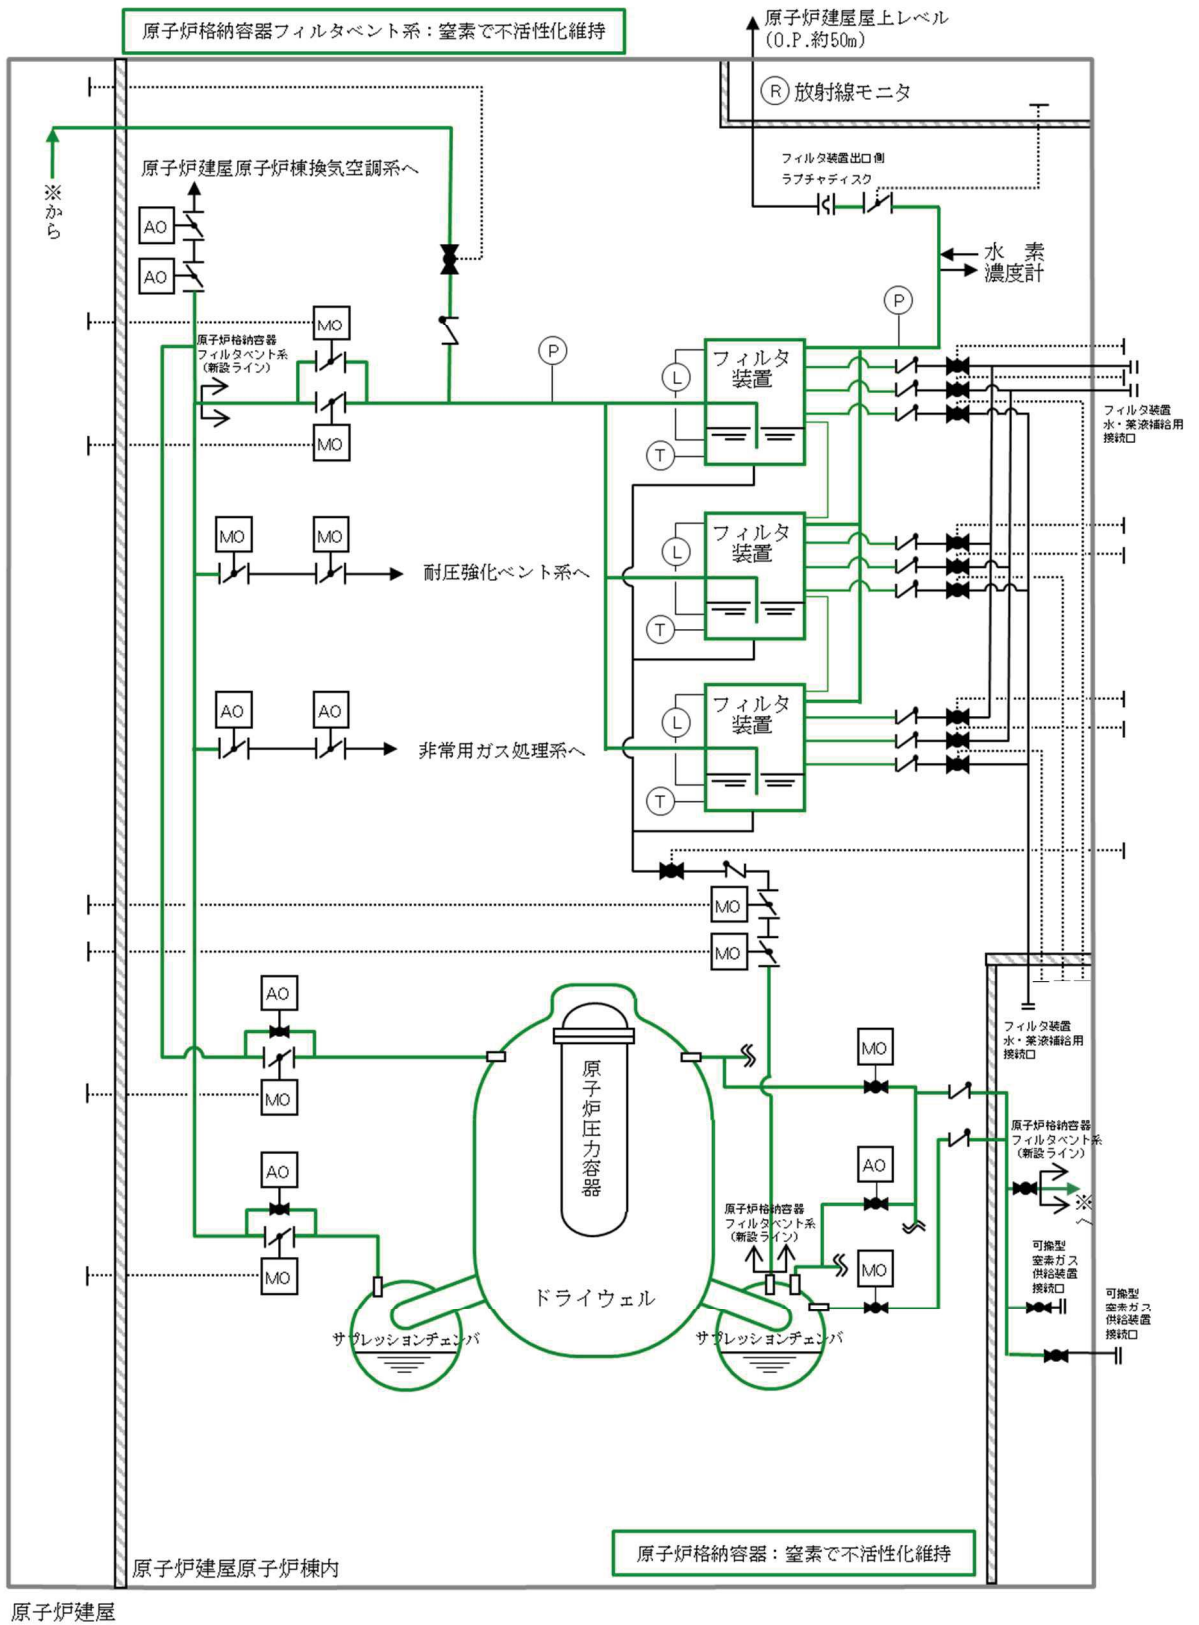 原子炉格納容器フィルタベント系：窒素で不活性化維持
原子炉建屋屋上レベル
(O.P.約50m)
R 放射線モニタ
フィルタ装置出口側
ラプチャディスク
※から
原子炉建屋原子炉棟換気空調系へ
AO
AO
水　素
濃度計
P
MO
原子炉格納容器
フィルタベント系
(新設ライン)
P
MO
フィルタ
装置
L
T
フィルタ装置
水・薬液補給用
接続口
MO
MO
耐圧強化ベント系へ
フィルタ
装置
L
T
AO
AO
非常用ガス処理系へ
フィルタ
装置
L
T
MO
MO
AO
MO
原子炉圧力容器
MO
フィルタ装置
水・薬液補給用
接続口
原子炉格納容器
フィルタベント系
(新設ライン)
※へ
AO
MO
AO
原子炉格納容器
フィルタベント系
(新設ライン)
MO
可搬型
窒素ガス
供給装置
接続口
可搬型
窒素ガス
供給装置
接続口
ドライウェル
サプレッションチェンバ
サプレッションチェンバ
原子炉格納容器：窒素で不活性化維持
原子炉建屋原子炉棟内
原子炉建屋